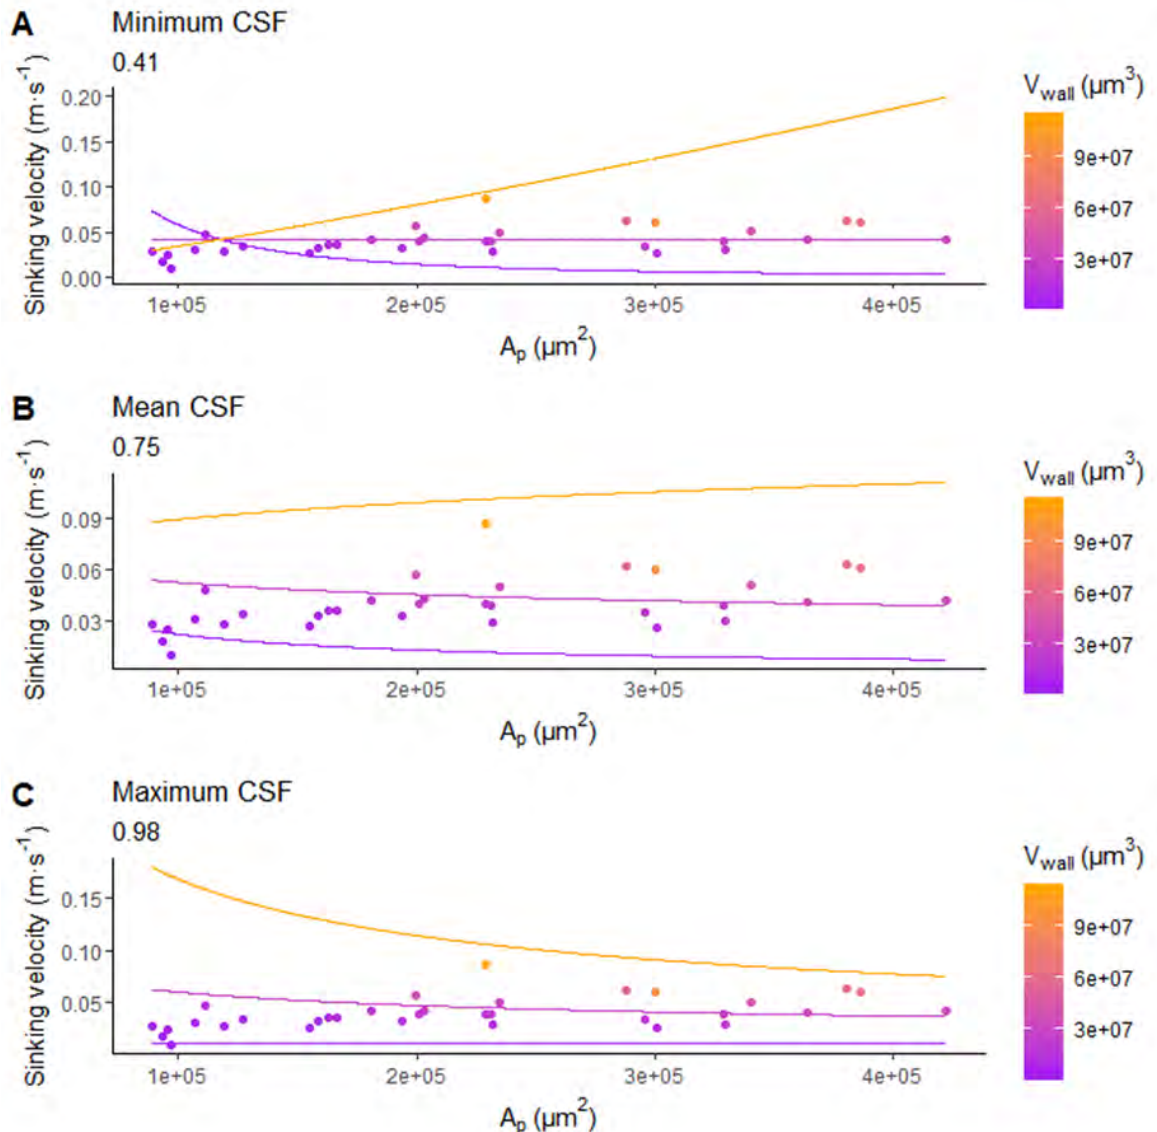 A Minimum CSF
0.41
Sinking velocity (m·s⁻¹)
0.20
0.15
0.10
0.05
0.00
1e+05 2e+05 3e+05 4e+05
Aₚ (µm²)
V_wall (µm³)
9e+07
6e+07
3e+07
B Mean CSF
0.75
Sinking velocity (m·s⁻¹)
0.09
0.06
0.03
1e+05 2e+05 3e+05 4e+05
Aₚ (µm²)
V_wall (µm³)
9e+07
6e+07
3e+07
C Maximum CSF
0.98
Sinking velocity (m·s⁻¹)
0.15
0.10
0.05
1e+05 2e+05 3e+05 4e+05
Aₚ (µm²)
V_wall (µm³)
9e+07
6e+07
3e+07